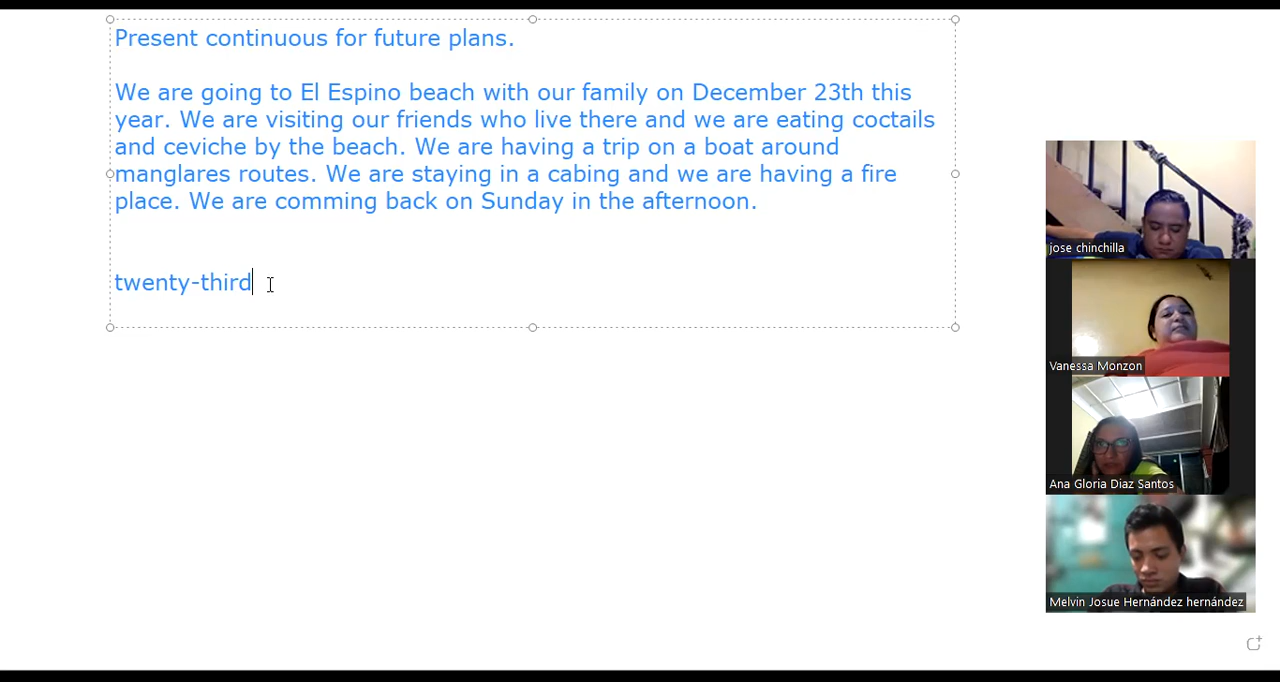 Present continuous for future plans.
We are going to El Espino beach with our family on December 23th this
year. We are visiting our friends who live there and we are eating coctails
and ceviche by the beach. We are having a trip on a boat around
manglares routes. We are staying in a cabing and we are having a fire
place. We are comming back on Sunday in the afternoon.
twenty-third
jose chinchilla
Vanessa Monzon
Ana Gloria Diaz Santos
Melvin Josue Hernández hernández